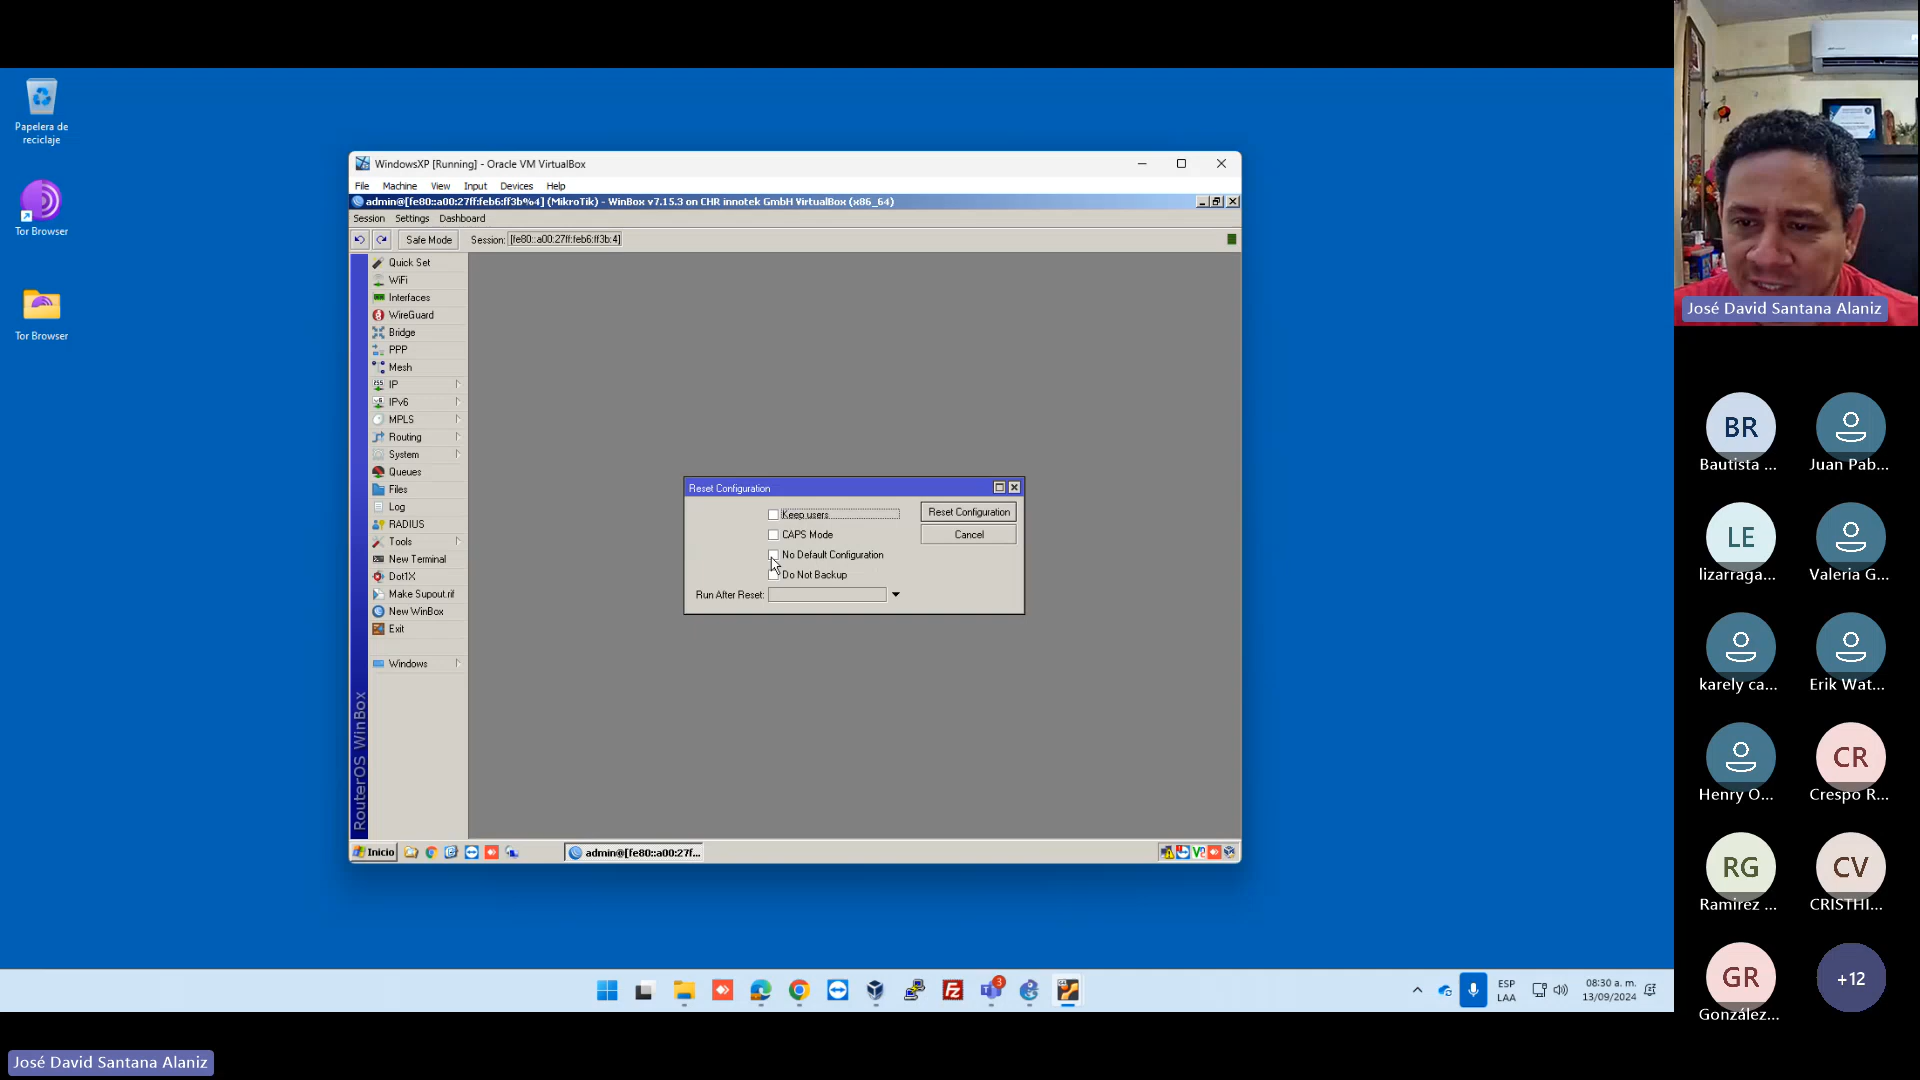 Papelera de
reciclaje
Tor Browser
Tor Browser
WindowsXP [Running] - Oracle VM VirtualBox
File Machine View Input Devices Help
admin@[fe80::a00:27ff:feb6:ff3b%4] (MikroTik) - WinBox v7.15.3 on CHR innotek GmbH VirtualBox (x86_64)
Session Settings Dashboard
Safe Mode Session: [fe80::a00:27ff:feb6:ff3b:4]
Quick Set
WiFi
Interfaces
WireGuard
Bridge
PPP
Mesh
IP
IPv6
MPLS
Routing
System
Queues
Files
Log
RADIUS
Tools
New Terminal
Dot1X
Make Supout.rif
New WinBox
Exit
Windows
RouterOS WinBox
Reset Configuration
Keep users
CAPS Mode
No Default Configuration
Do Not Backup
Run After Reset:
Reset Configuration
Cancel
Inicio
admin@[fe80::a00:27f...
3
ESP
LAA
08:30 a. m.
13/09/2024
José David Santana Alaniz
BR
Bautista ...
Juan Pab...
LE
lizarraga...
Valeria G...
karely ca...
Erik Wat...
Henry O...
CR
Crespo R...
RG
Ramirez ...
CV
CRISTHI...
GR
González...
+12
José David Santana Alaniz